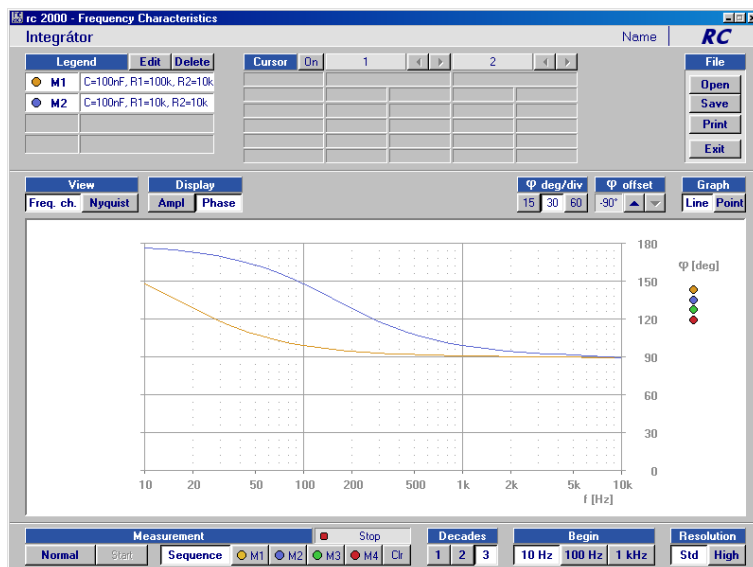 rc 2000 - Frequency Characteristics
Integrátor Name RC
Legend Edit Delete Cursor On 1 2 File
M1 C=100nF, R1=100k, R2=10k
M2 C=100nF, R1=10k, R2=10k
Open
Save
Print
Exit
View Display φ deg/div φ offset Graph
Freq. ch. Nyquist Ampl Phase 15 30 60 -90° Line Point
180
φ [deg]
150
120
90
60
30
0
10 20 50 100 200 500 1k 2k 5k 10k
f [Hz]
Measurement Stop Decades Begin Resolution
Normal Start Sequence M1 M2 M3 M4 Clr 1 2 3 10 Hz 100 Hz 1 kHz Std High